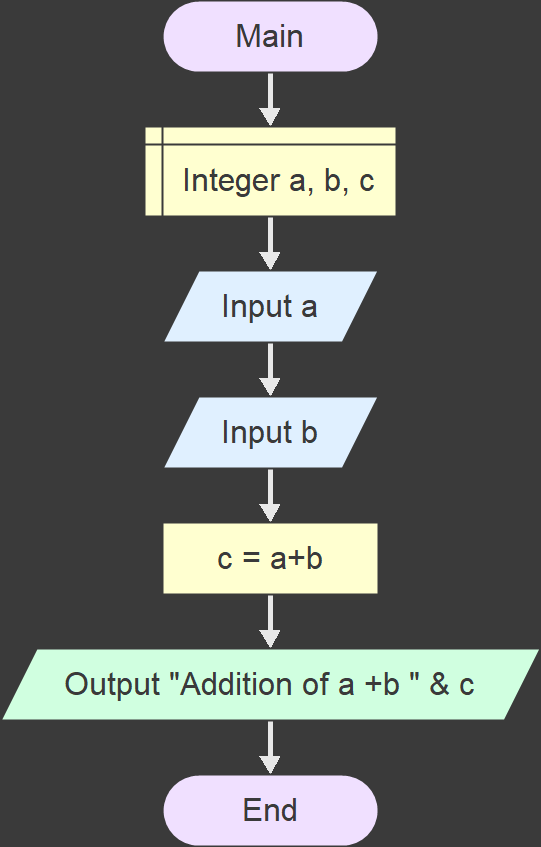 Main
Integer a, b, c
Input a
Input b
c = a+b
Output "Addition of a +b " & c
End